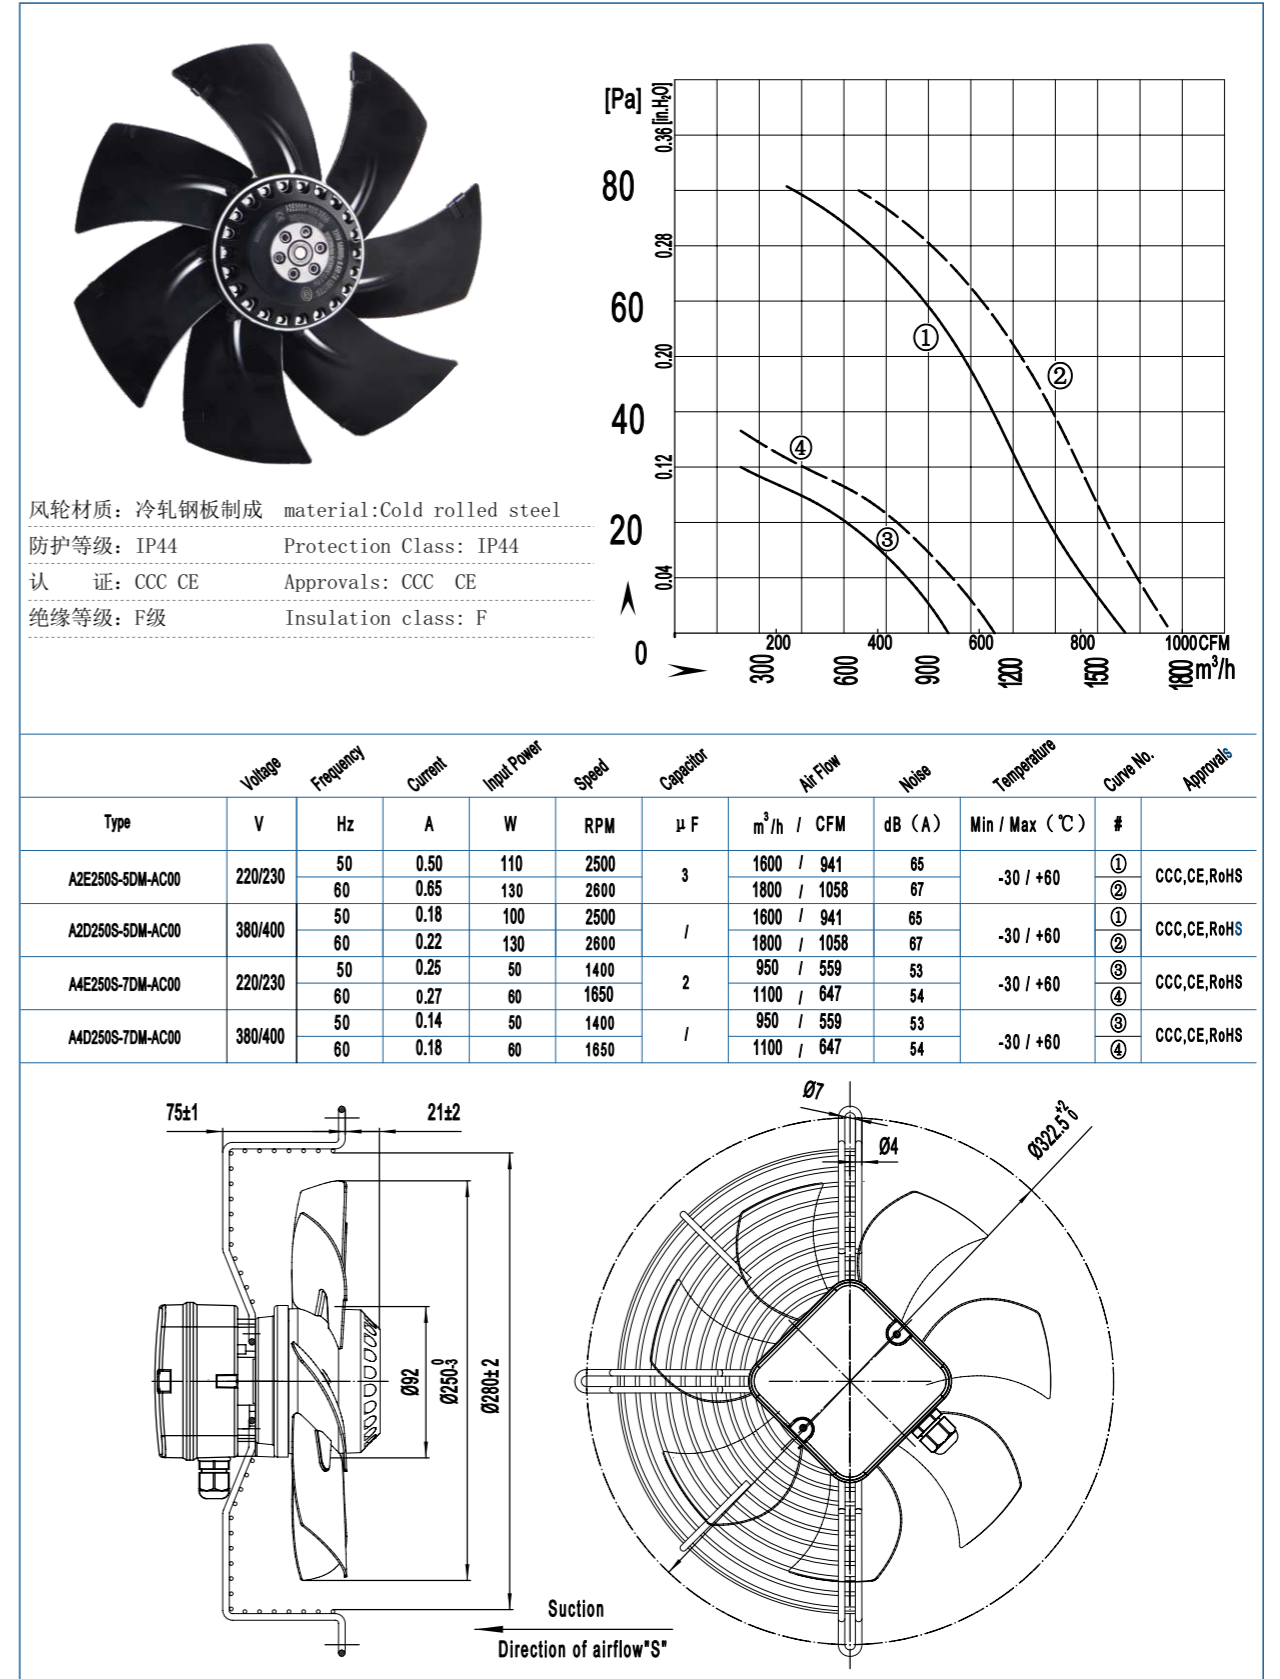 [Pa]
[in.H₂O]
0.36
80
0.28
60
0.20
40
0.12
20
0.04
0
200 400 600 800 1000 CFM
300 600 900 1200 1500 1800 m³/h
①
②
④
③
风轮材质：冷轧钢板制成 material:Cold rolled steel
防护等级：IP44 Protection Class: IP44
认 证：CCC CE Approvals: CCC CE
绝缘等级：F级 Insulation class: F
Voltage Frequency Current Input Power Speed Capacitor Air Flow Noise Temperature Curve No. Approvals
Type V Hz A W RPM μF m³/h / CFM dB（A） Min / Max（℃） #
A2E250S-5DM-AC00 220/230 50 0.50 110 2500 3 1600 / 941 65 -30 / +60 ① CCC,CE,RoHS
60 0.65 130 2600 1800 / 1058 67 ②
A2D250S-5DM-AC00 380/400 50 0.18 100 2500 / 1600 / 941 65 -30 / +60 ① CCC,CE,RoHS
60 0.22 130 2600 1800 / 1058 67 ②
A4E250S-7DM-AC00 220/230 50 0.25 50 1400 2 950 / 559 53 -30 / +60 ③ CCC,CE,RoHS
60 0.27 60 1650 1100 / 647 54 ④
A4D250S-7DM-AC00 380/400 50 0.14 50 1400 / 950 / 559 53 -30 / +60 ③ CCC,CE,RoHS
60 0.18 60 1650 1100 / 647 54 ④
75±1
21±2
Ø92
Ø250 0 -3
Ø280±2
Ø7
Ø4
Ø322.5 +2 0
Suction
Direction of airflow"S"